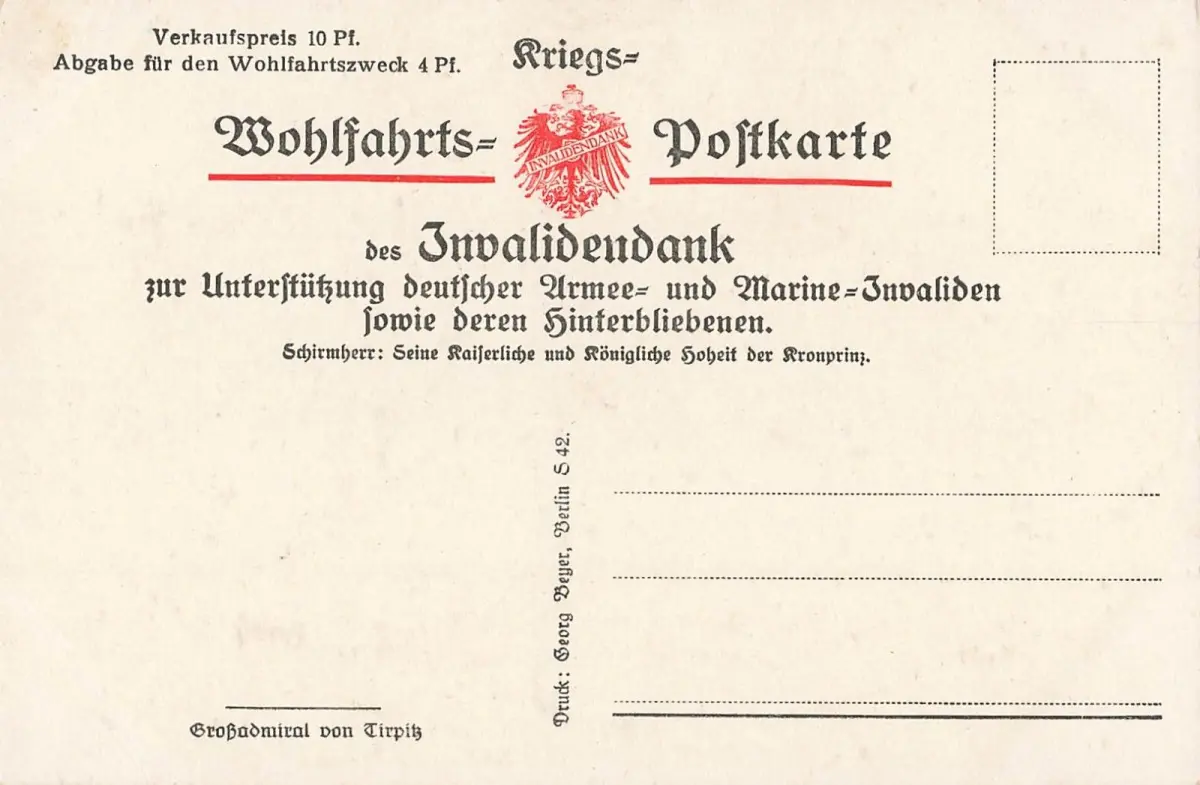 Verkaufspreis 10 Pf.
Abgabe für den Wohlfahrtszweck 4 Pf.
Kriegs=
Wohlfahrts= Postkarte
INVALIDENDANK
des Invalidendank
zur Unterstützung deutscher Armee= und Marine=Invaliden
sowie deren Hinterbliebenen.
Schirmherr: Seine Kaiserliche und Königliche Hoheit der Kronprinz.
Druck: Georg Beyer, Berlin S 42.
Großadmiral von Tirpitz